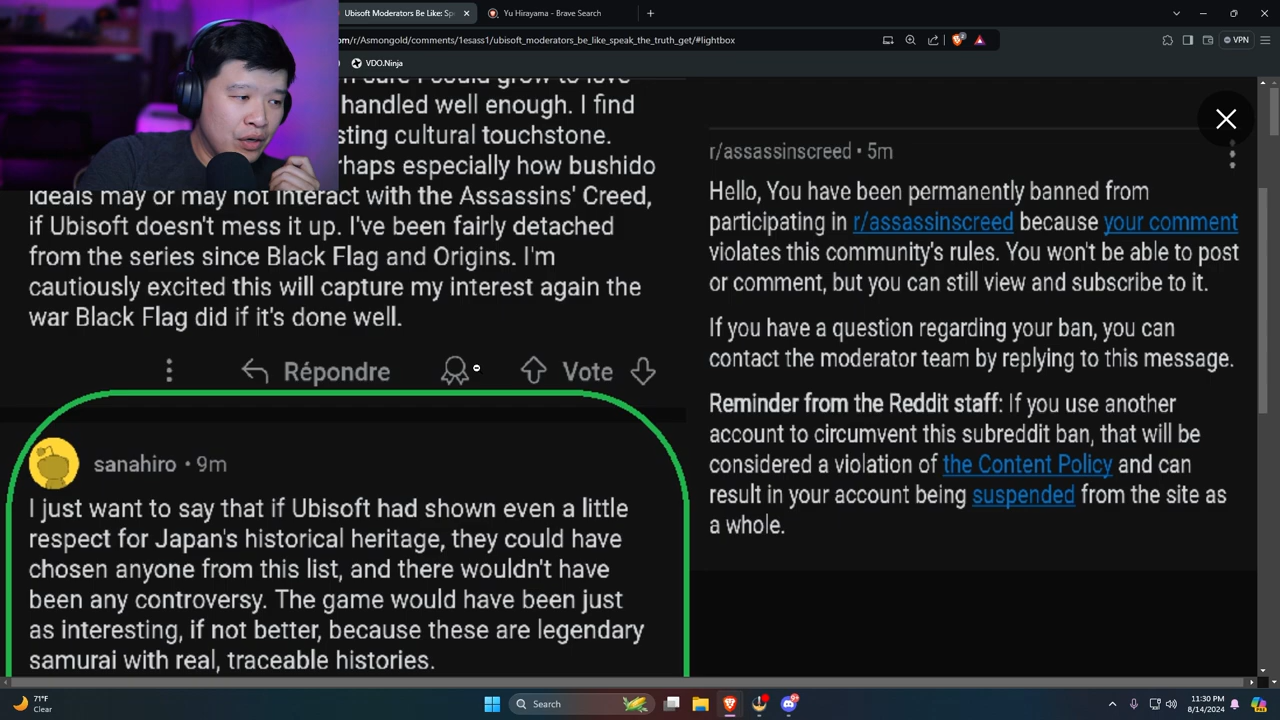 Ubisoft Moderators Be Like: Sp
Yu Hirayama - Brave Search
om/r/Asmongold/comments/1esass1/ubisoft_moderators_be_like_speak_the_truth_get/#lightbox
VPN
VDO.Ninja
sure I could grow to love
handled well enough. I find
sting cultural touchstone.
haps especially how bushido
ideals may or may not interact with the Assassins' Creed,
if Ubisoft doesn't mess it up. I've been fairly detached
from the series since Black Flag and Origins. I'm
cautiously excited this will capture my interest again the
war Black Flag did if it's done well.
Répondre
Vote
sanahiro • 9m
I just want to say that if Ubisoft had shown even a little
respect for Japan's historical heritage, they could have
chosen anyone from this list, and there wouldn't have
been any controversy. The game would have been just
as interesting, if not better, because these are legendary
samurai with real, traceable histories.
r/assassinscreed • 5m
Hello, You have been permanently banned from
participating in r/assassinscreed because your comment
violates this community's rules. You won't be able to post
or comment, but you can still view and subscribe to it.
If you have a question regarding your ban, you can
contact the moderator team by replying to this message.
Reminder from the Reddit staff: If you use another
account to circumvent this subreddit ban, that will be
considered a violation of the Content Policy and can
result in your account being suspended from the site as
a whole.
71°F
Clear
Search
11:30 PM
8/14/2024